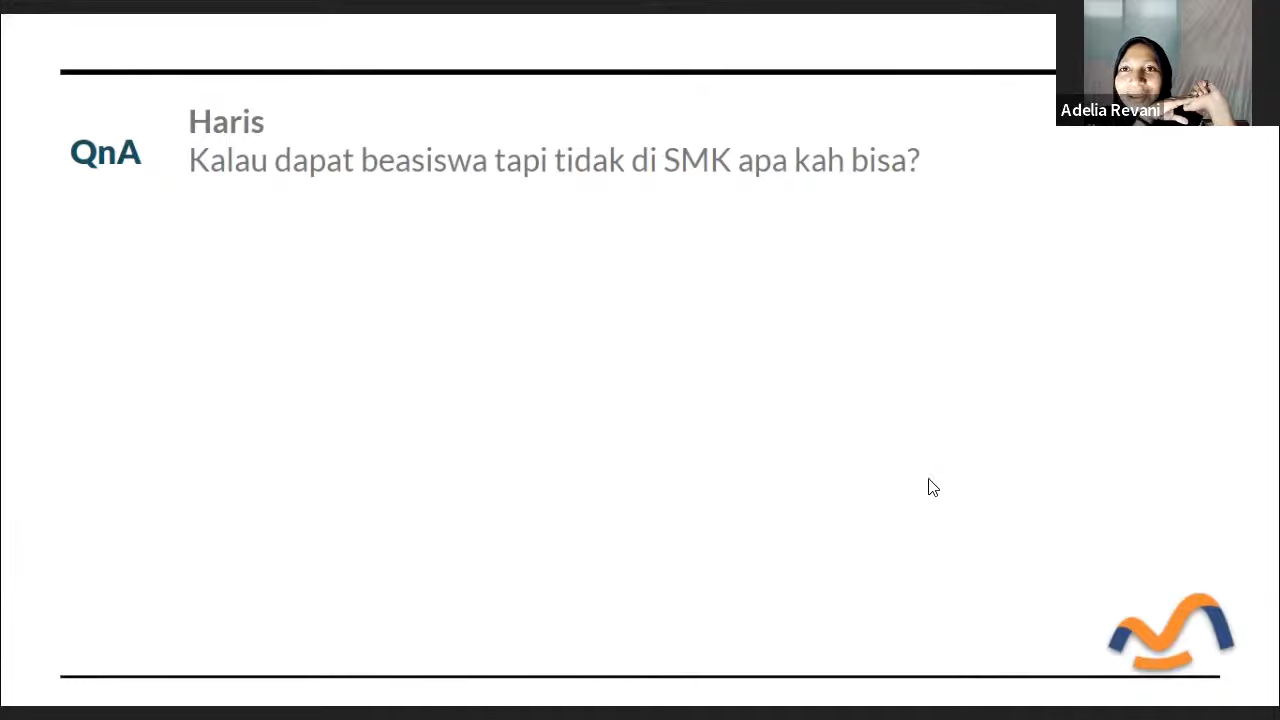 Adelia Revani
Haris
QnA
Kalau dapat beasiswa tapi tidak di SMK apa kah bisa?